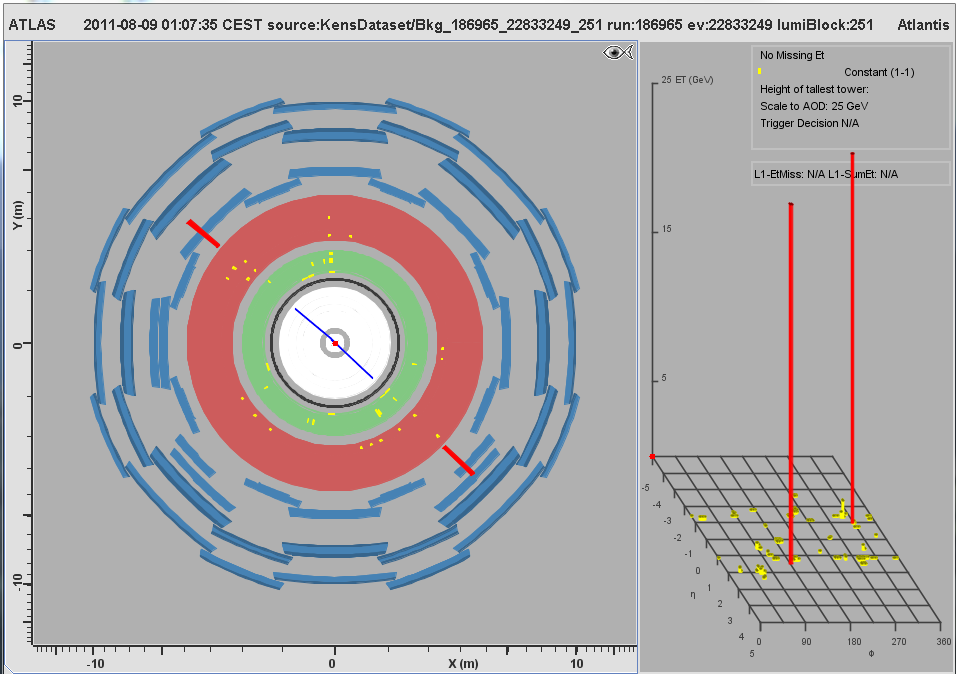 ATLAS 2011-08-09 01:07:35 CEST source:KensDataset/Bkg_186965_22833249_251 run:186965 ev:22833249 lumiBlock:251 Atlantis
10
Y (m)
0
-10
-10 0 X (m) 10
No Missing Et
Constant (1-1)
Height of tallest tower:
Scale to AOD: 25 GeV
Trigger Decision N/A
L1-EtMiss: N/A L1-SumEt: N/A
25 ET (GeV)
15
5
-5
-4
-3
-2
-1
0
η
1
2
3
4
5
0 90 180 270 360
Φ